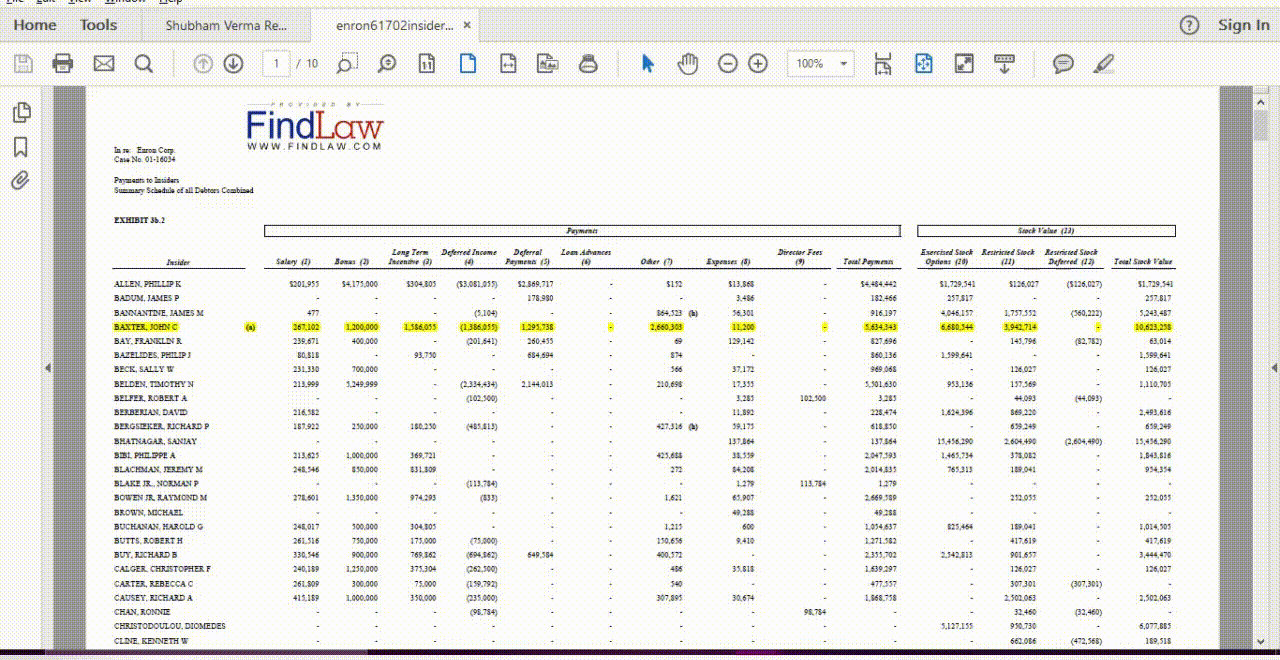 File Edit View Window Help
Home Tools Shubham Verma Re... enron61702insider... × ? Sign In
1 / 10 100%
PROVIDED BY
FindLaw
WWW.FINDLAW.COM
In re: Enron Corp.
Case No. 01-16034
Payments to Insiders
Summary Schedule of all Debtors Combined
EXHIBIT 3b.2
Payments Stock Value (13)
Long Term Deferred Income Deferral Loan Advances Director Fees Exercised Stock Restricted Stock Restricted Stock
Insider Salary (1) Bonus (2) Incentive (3) (4) Payments (5) (6) Other (7) Expenses (8) (9) Total Payments Options (10) (11) Deferred (12) Total Stock Value
ALLEN, PHILLIP K $201,955 $4,175,000 $304,805 ($3,081,055) $2,869,717 - $152 $13,868 - $4,484,442 $1,729,541 $126,027 ($126,027) $1,729,541
BADUM, JAMES P - - - - 178,980 - - 3,486 - 182,466 257,817 - - 257,817
BANNANTINE, JAMES M 477 - - (5,104) - - 864,523 (h) 56,301 - 916,197 4,046,157 1,757,552 (560,222) 5,243,487
BAXTER, JOHN C (a) 267,102 1,200,000 1,586,055 (1,386,055) 1,295,738 - 2,660,303 11,200 - 5,634,343 6,680,544 3,942,714 - 10,623,258
BAY, FRANKLIN R 239,671 400,000 - (201,641) 260,455 - 69 129,142 - 827,696 - 145,796 (82,782) 63,014
BAZELIDES, PHILIP J 80,818 - 93,750 - 684,694 - 874 - - 860,136 1,599,641 - - 1,599,641
BECK, SALLY W 231,330 700,000 - - - - 566 37,172 - 969,068 - 126,027 - 126,027
BELDEN, TIMOTHY N 213,999 5,249,999 - (2,334,434) 2,144,013 - 210,698 17,355 - 5,501,630 953,136 157,569 - 1,110,705
BELFER, ROBERT A - - - (102,500) - - - 3,285 102,500 3,285 - 44,093 (44,093) -
BERBERIAN, DAVID 216,582 - - - - - - 11,892 - 228,474 1,624,396 869,220 - 2,493,616
BERGSIEKER, RICHARD P 187,922 250,000 180,250 (485,813) - - 427,316 (h) 59,175 - 618,850 - 659,249 - 659,249
BHATNAGAR, SANJAY - - - - - - - 137,864 - 137,864 15,456,290 2,604,490 (2,604,490) 15,456,290
BIBI, PHILIPPE A 213,625 1,000,000 369,721 - - - 425,688 38,559 - 2,047,593 1,465,734 378,082 - 1,843,816
BLACHMAN, JEREMY M 248,546 850,000 831,809 - - - 272 84,208 - 2,014,835 765,313 189,041 - 954,354
BLAKE JR., NORMAN P - - - (113,784) - - - 1,279 113,784 1,279 - - - -
BOWEN JR, RAYMOND M 278,601 1,350,000 974,293 (833) - - 1,621 65,907 - 2,669,589 - 252,055 - 252,055
BROWN, MICHAEL - - - - - - - 49,288 - 49,288 - - - -
BUCHANAN, HAROLD G 248,017 500,000 304,805 - - - 1,215 600 - 1,054,637 825,464 189,041 - 1,014,505
BUTTS, ROBERT H 261,516 750,000 175,000 (75,000) - - 150,656 9,410 - 1,271,582 - 417,619 - 417,619
BUY, RICHARD B 330,546 900,000 769,862 (694,862) 649,584 - 400,572 - - 2,355,702 2,542,813 901,657 - 3,444,470
CALGER, CHRISTOPHER F 240,189 1,250,000 375,304 (262,500) - - 486 35,818 - 1,639,297 - 126,027 - 126,027
CARTER, REBECCA C 261,809 300,000 75,000 (159,792) - - 540 - - 477,557 - 307,301 (307,301) -
CAUSEY, RICHARD A 415,189 1,000,000 350,000 (235,000) - - 307,895 30,674 - 1,868,758 - 2,502,063 - 2,502,063
CHAN, RONNIE - - - (98,784) - - - - 98,784 - - 32,460 (32,460) -
CHRISTODOULOU, DIOMEDES - - - - - - - - - - 5,127,155 950,730 - 6,077,885
CLINE, KENNETH W - - - - - - - - - - - 662,086 (472,568) 189,518